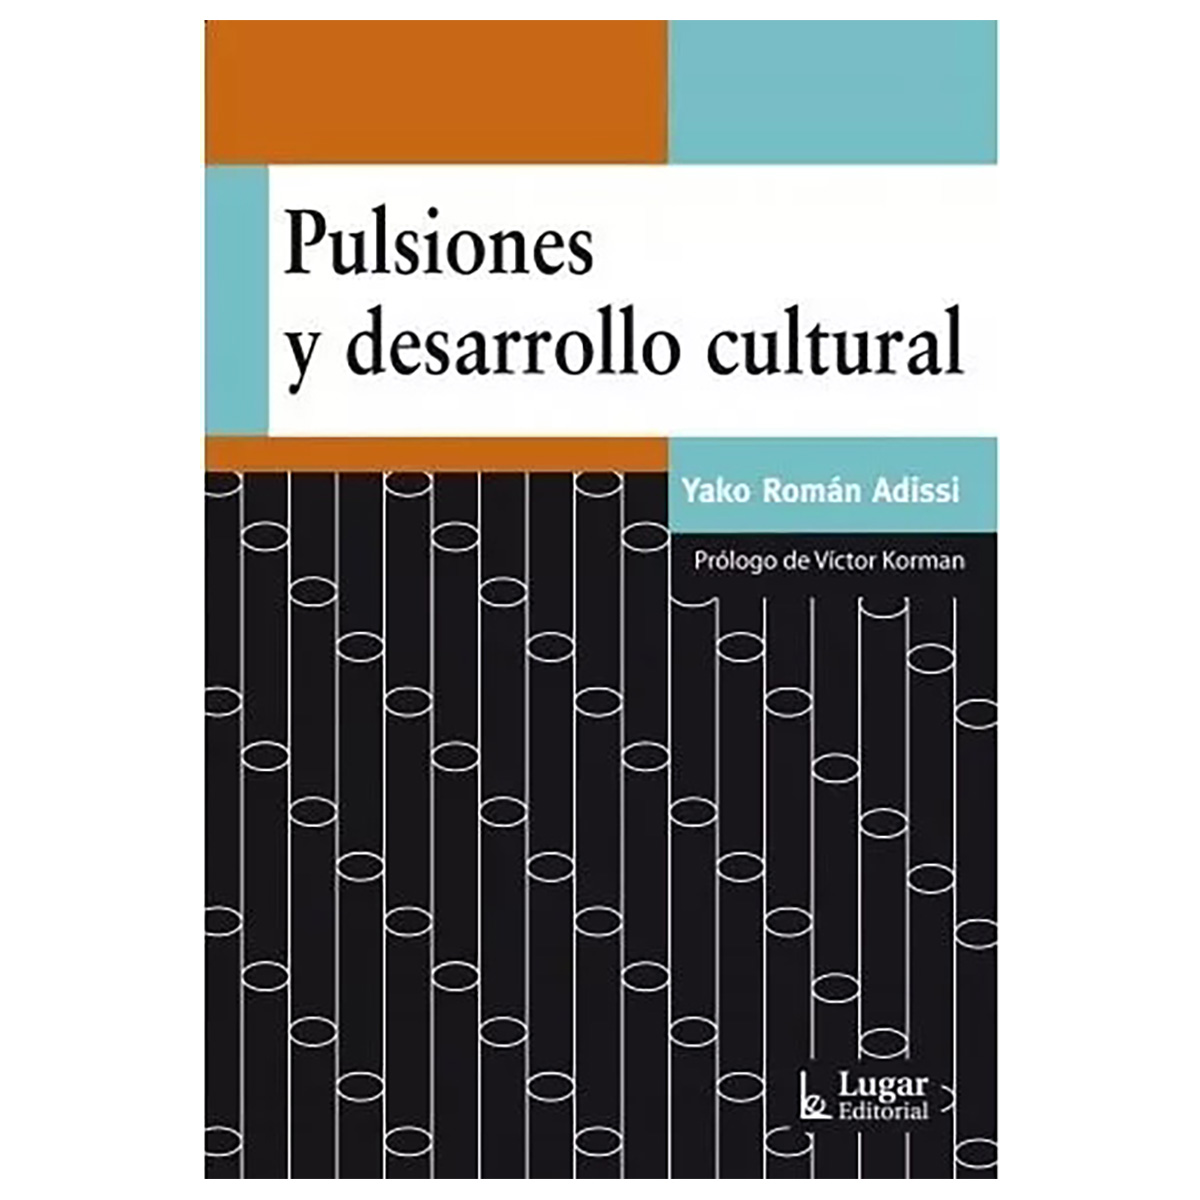 Pulsiones
y desarrollo cultural
Yako Román Adissi
Prólogo de Víctor Korman
Lugar
Editorial